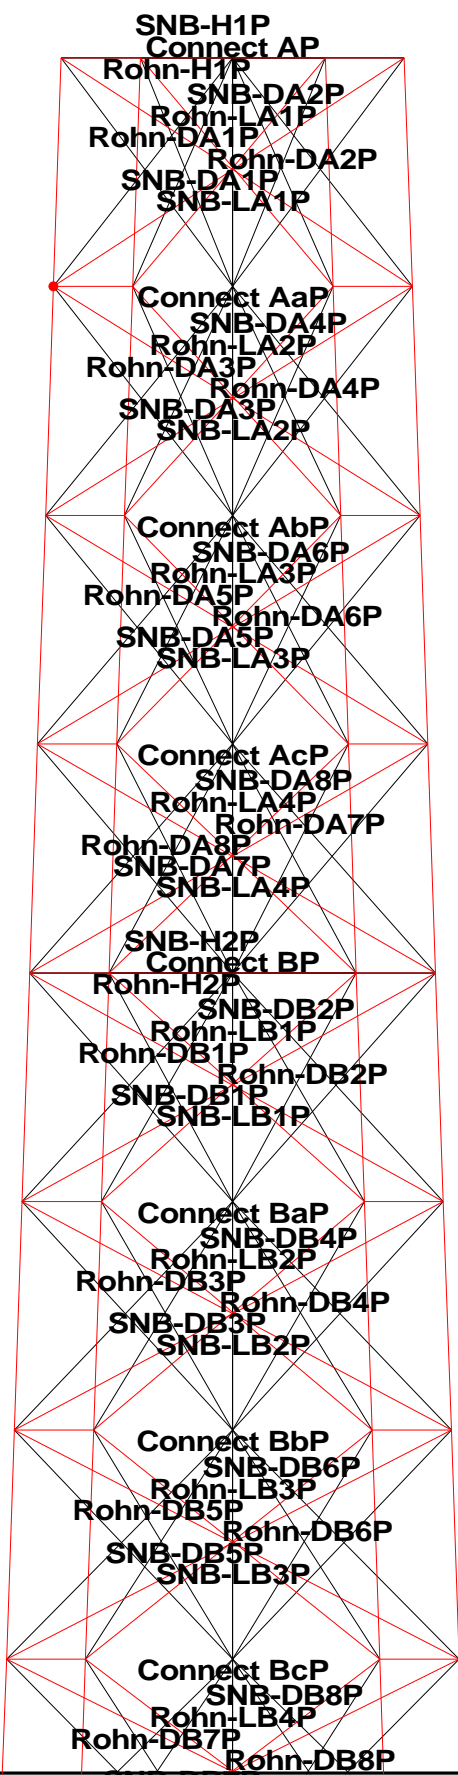 SNB-H1P
Connect AP
Rohn-H1P
SNB-DA2P
Rohn-LA1P
Rohn-DA1P
Rohn-DA2P
SNB-DA1P
SNB-LA1P
Connect AaP
SNB-DA4P
Rohn-LA2P
Rohn-DA3P
Rohn-DA4P
SNB-DA3P
SNB-LA2P
Connect AbP
SNB-DA6P
Rohn-LA3P
Rohn-DA5P
Rohn-DA6P
SNB-DA5P
SNB-LA3P
Connect AcP
SNB-DA8P
Rohn-LA4P
Rohn-DA7P
Rohn-DA8P
SNB-DA7P
SNB-LA4P
SNB-H2P
Connect BP
Rohn-H2P
SNB-DB2P
Rohn-LB1P
Rohn-DB1P
Rohn-DB2P
SNB-DB1P
SNB-LB1P
Connect BaP
SNB-DB4P
Rohn-LB2P
Rohn-DB3P
Rohn-DB4P
SNB-DB3P
SNB-LB2P
Connect BbP
SNB-DB6P
Rohn-LB3P
Rohn-DB5P
Rohn-DB6P
SNB-DB5P
SNB-LB3P
Connect BcP
SNB-DB8P
Rohn-LB4P
Rohn-DB7P
Rohn-DB8P